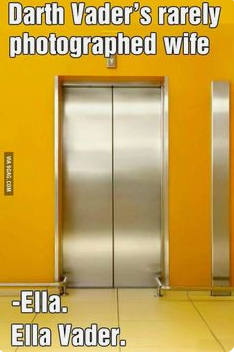 Darth Vader's rarely
photographed wife
VIA 9GAG.COM
-Ella.
Ella Vader.